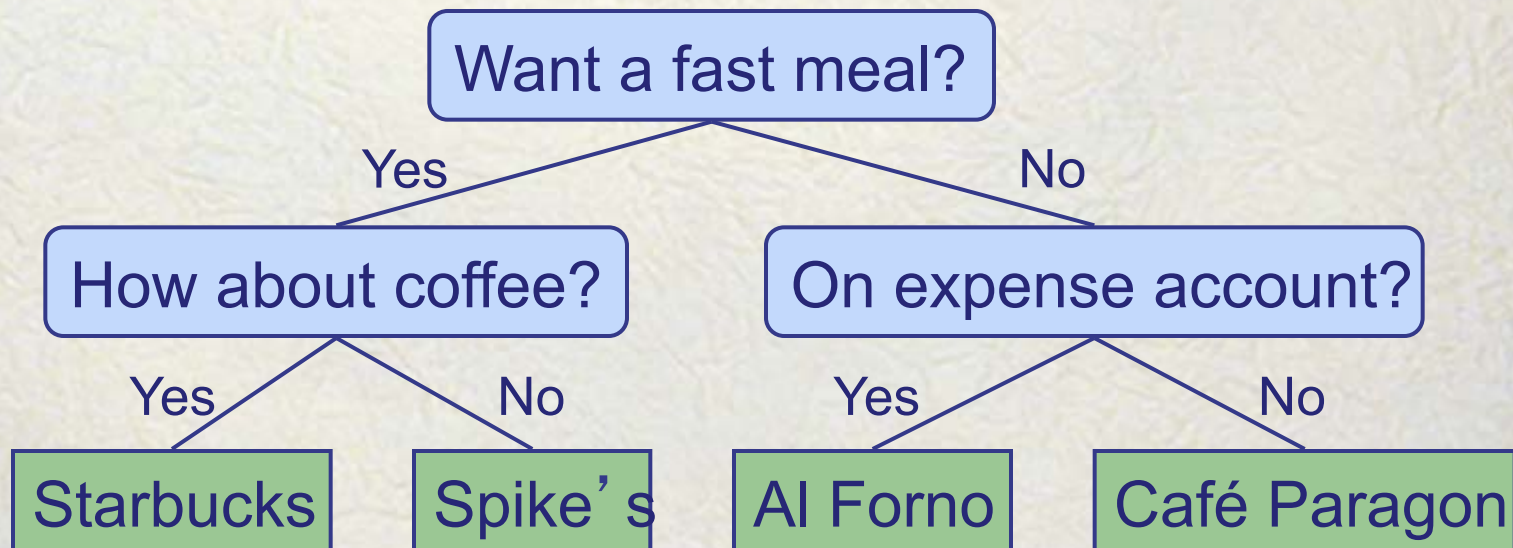 Want a fast meal?
Yes
No
How about coffee?
On expense account?
Yes
No
Yes
No
Starbucks
Spike’s
Al Forno
Café Paragon